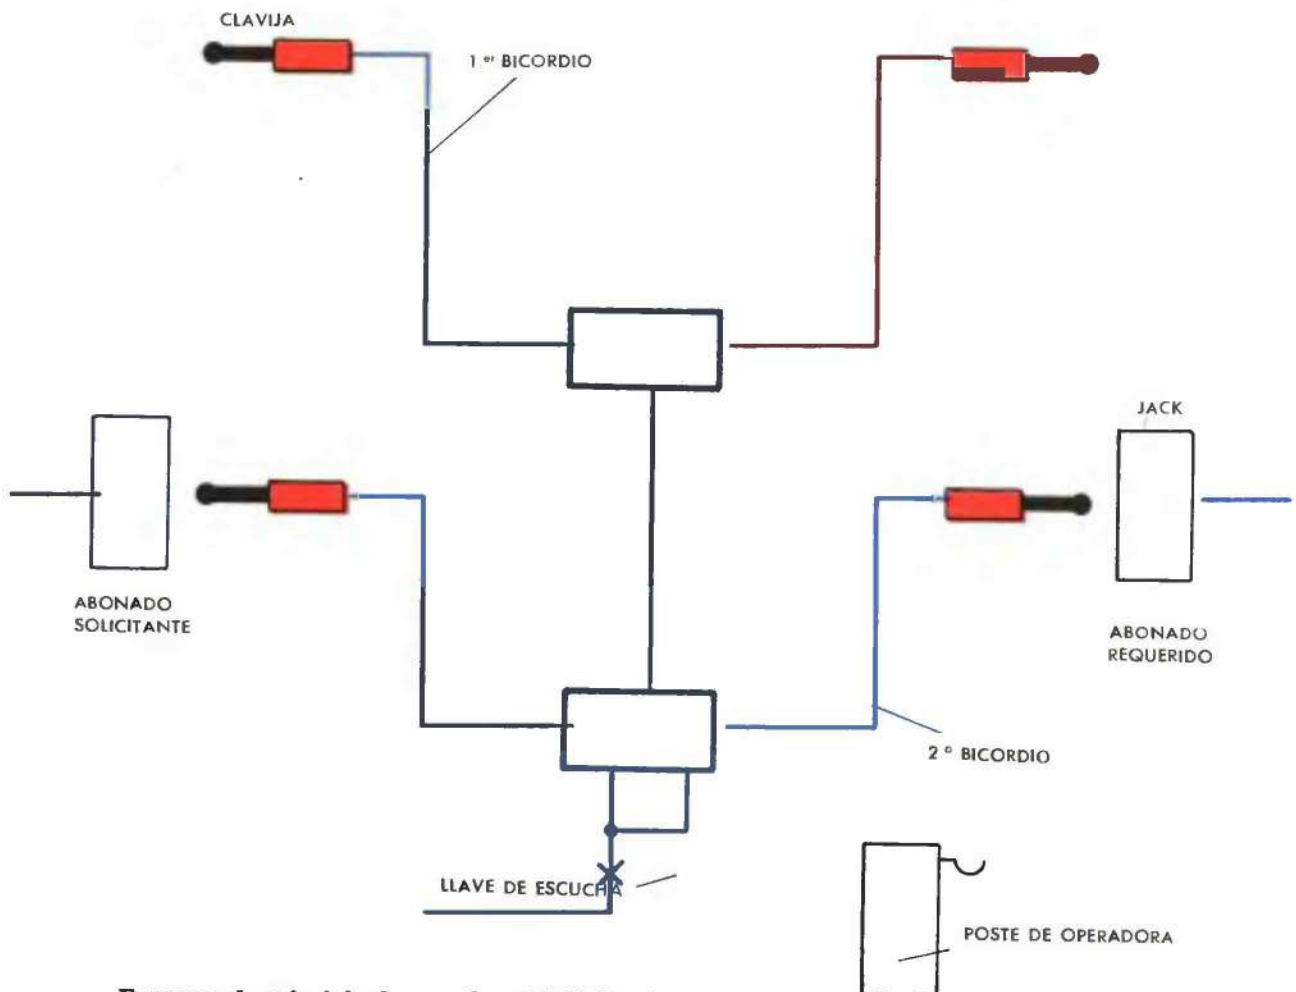 CLAVIJA
1er BICORDIO
JACK
ABONADO
SOLICITANTE
ABONADO
REQUERIDO
2º BICORDIO
LLAVE DE ESCUCHA
POSTE DE OPERADORA